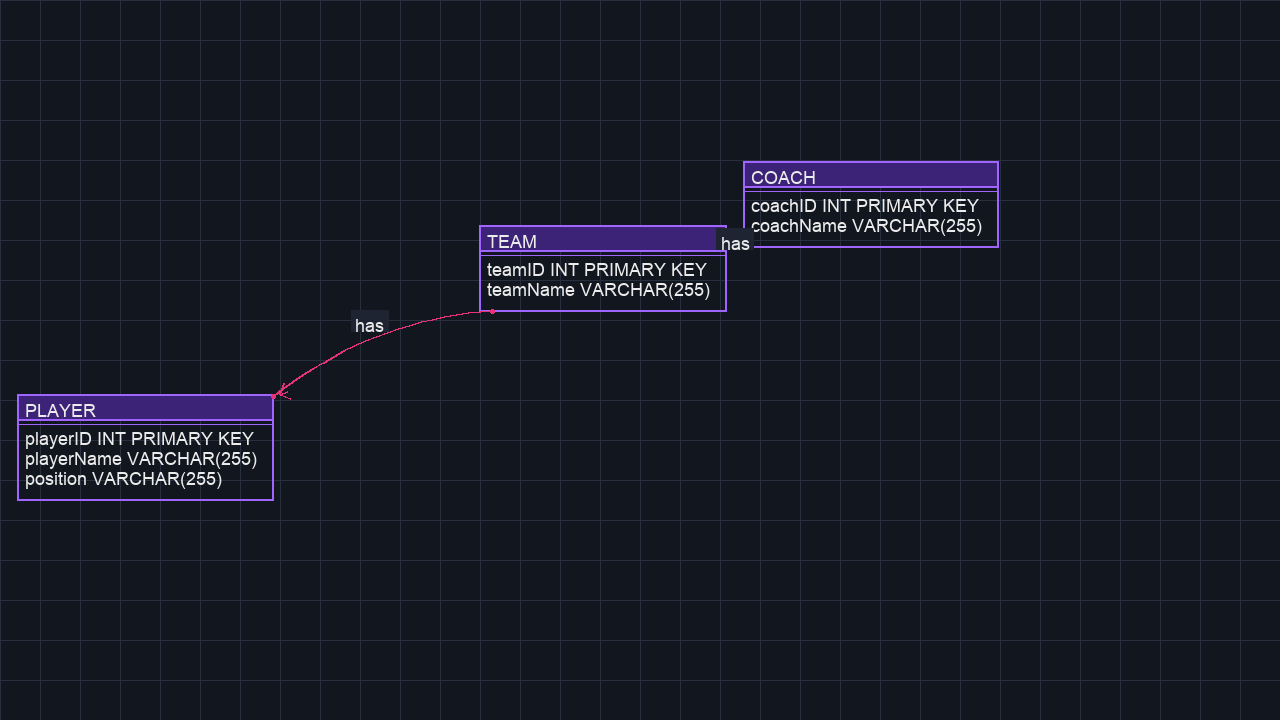 COACH
coachID INT PRIMARY KEY
coachName VARCHAR(255)
has
TEAM
teamID INT PRIMARY KEY
teamName VARCHAR(255)
has
PLAYER
playerID INT PRIMARY KEY
playerName VARCHAR(255)
position VARCHAR(255)